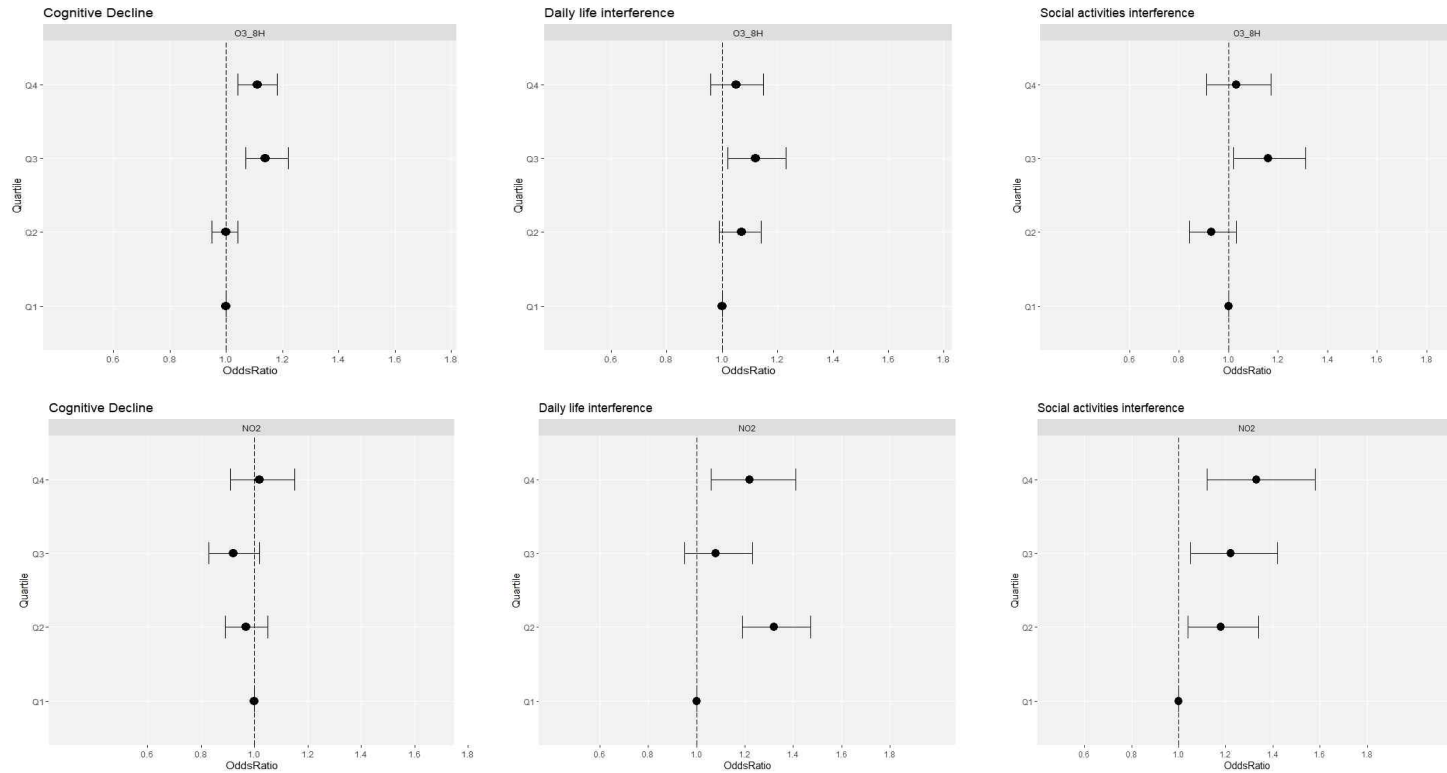 Cognitive Decline
O3_8H
Quartile
Q4
Q3
Q2
Q1
0.6 0.8 1.0 1.2 1.4 1.6 1.8
OddsRatio
Daily life interference
O3_8H
Quartile
Q4
Q3
Q2
Q1
0.6 0.8 1.0 1.2 1.4 1.6 1.8
OddsRatio
Social activities interference
O3_8H
Quartile
Q4
Q3
Q2
Q1
0.6 0.8 1.0 1.2 1.4 1.6 1.8
OddsRatio
Cognitive Decline
NO2
Quartile
Q4
Q3
Q2
Q1
0.6 0.8 1.0 1.2 1.4 1.6 1.8
OddsRatio
Daily life interference
NO2
Quartile
Q4
Q3
Q2
Q1
0.6 0.8 1.0 1.2 1.4 1.6 1.8
OddsRatio
Social activities interference
NO2
Quartile
Q4
Q3
Q2
Q1
0.6 0.8 1.0 1.2 1.4 1.6 1.8
OddsRatio